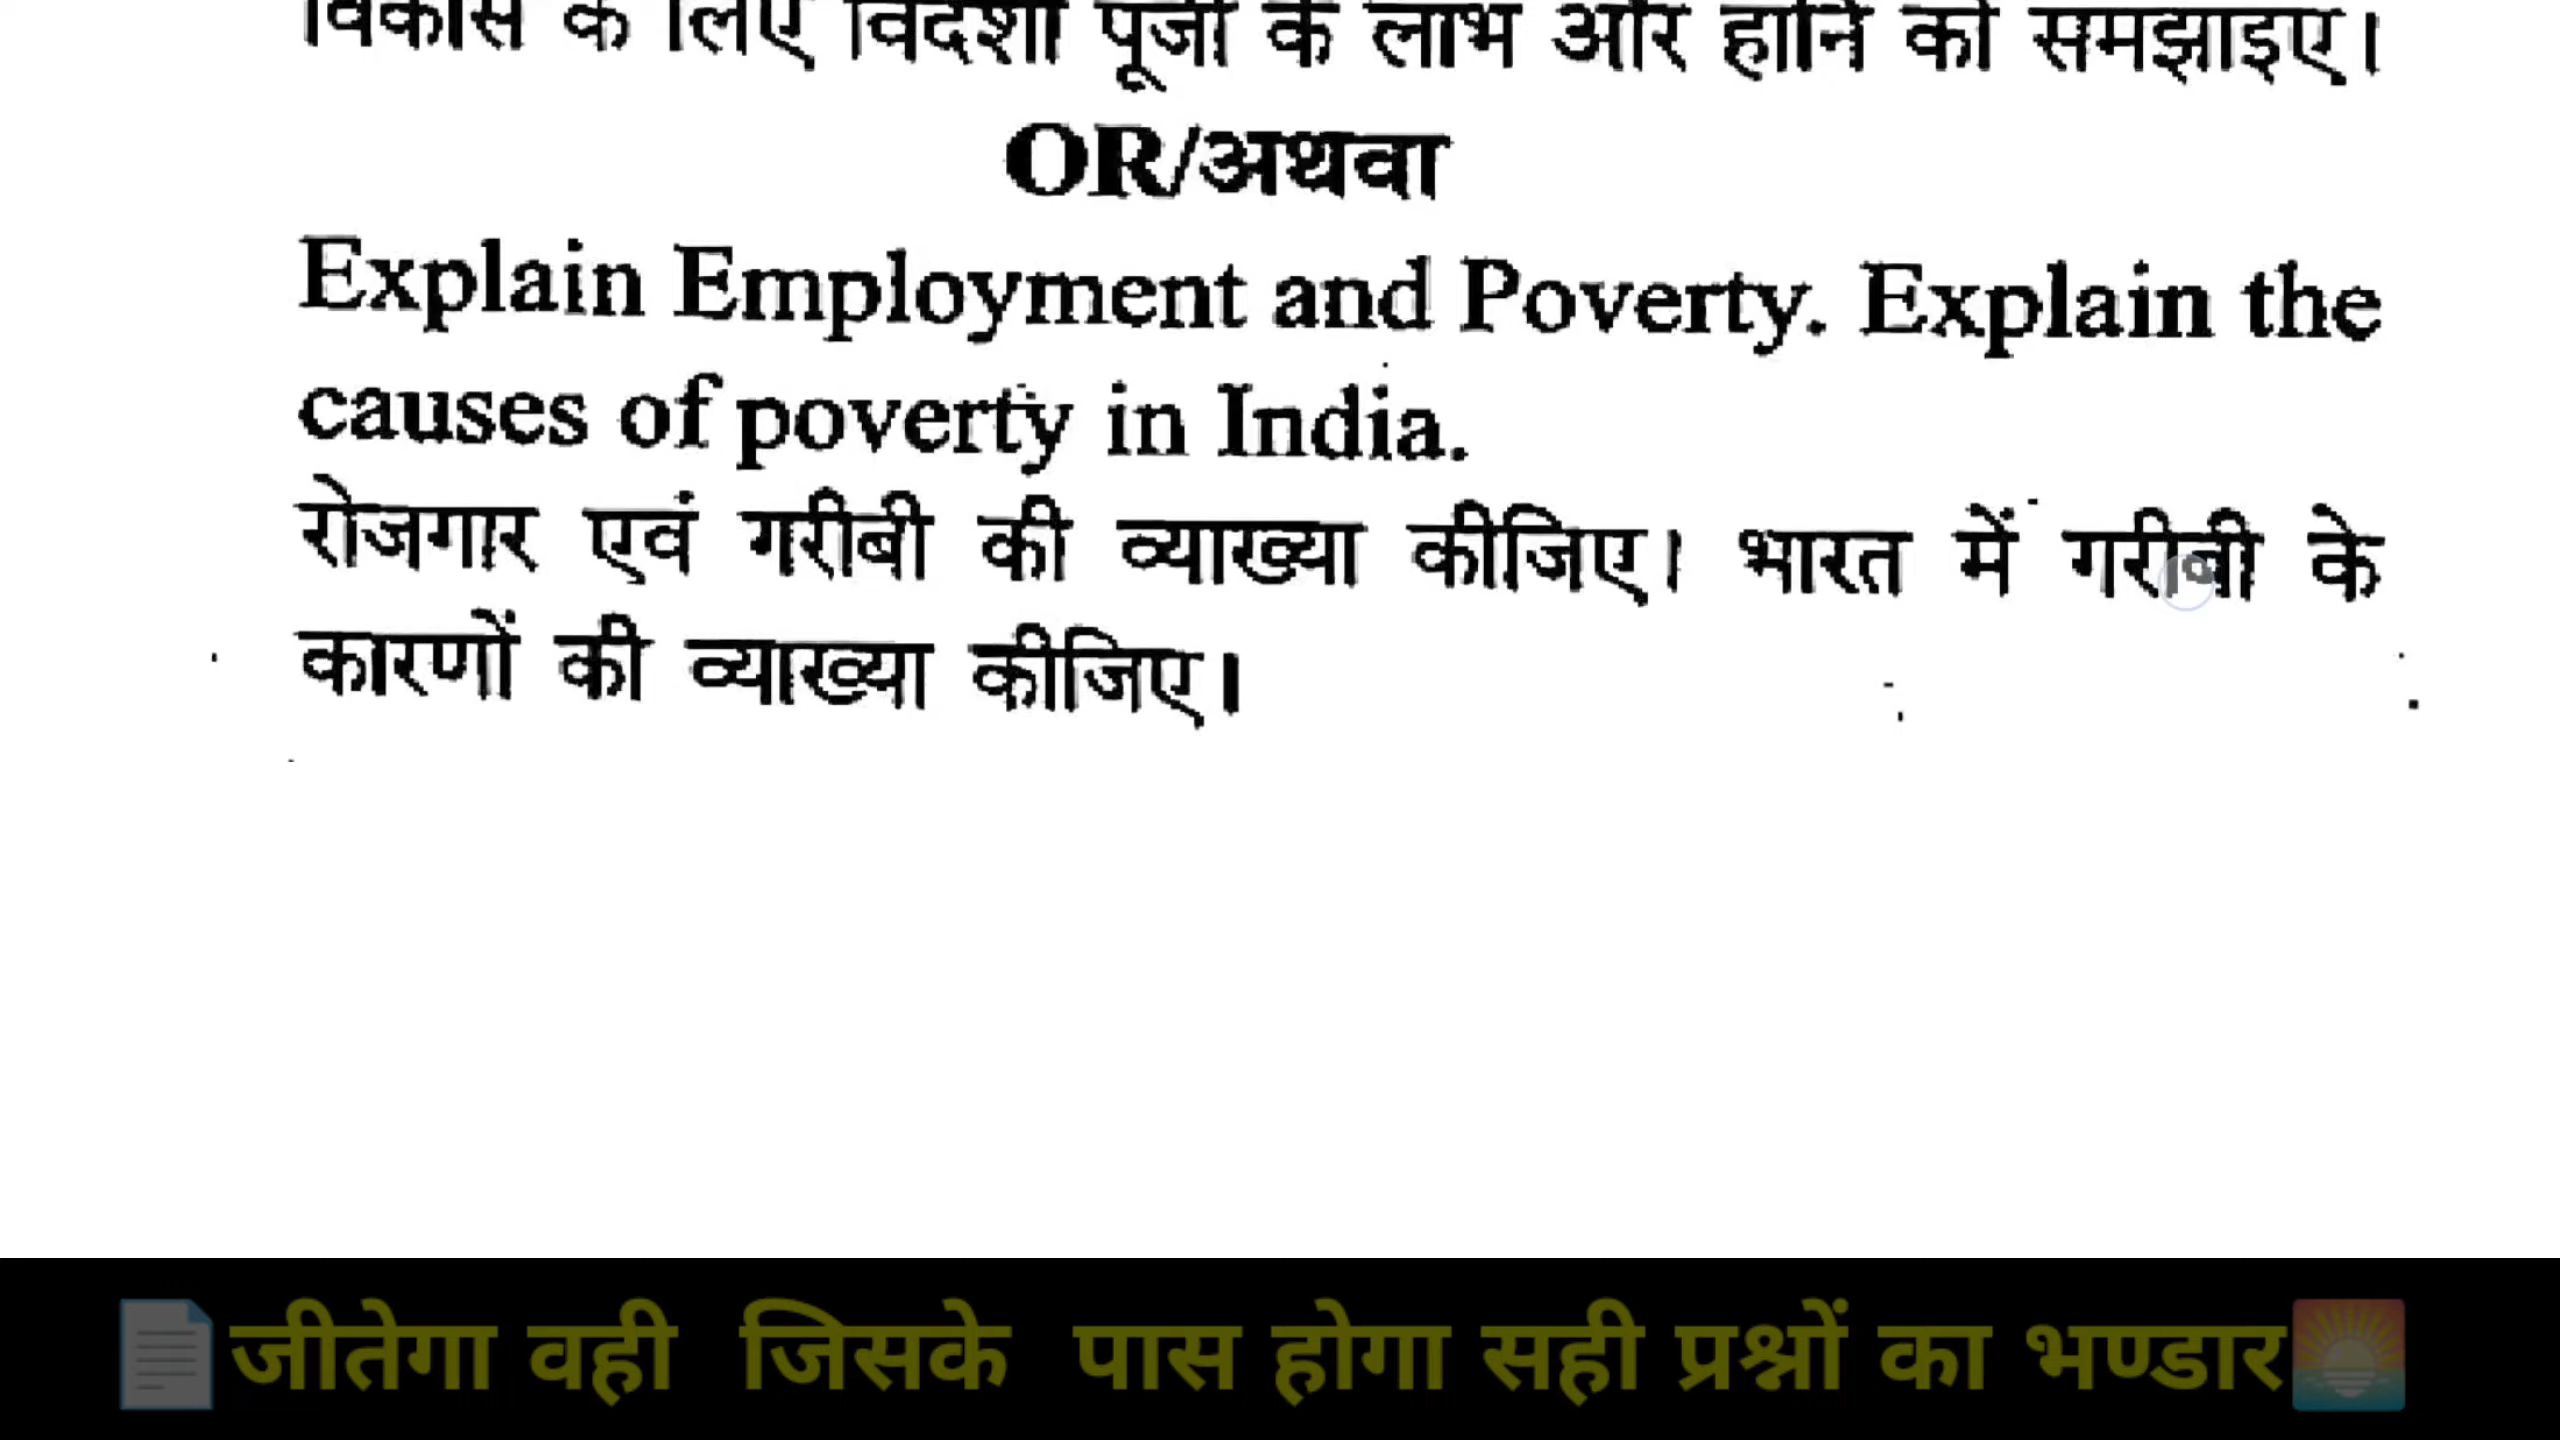 विकास के लिए विदेशी पूंजी के लाभ और हानि को समझाइए।
OR/अथवा
Explain Employment and Poverty. Explain the
causes of poverty in India.
रोजगार एवं गरीबी की व्याख्या कीजिए। भारत में गरीबी के
कारणों की व्याख्या कीजिए।
जीतेगा वही जिसके पास होगा सही प्रश्नों का भण्डार